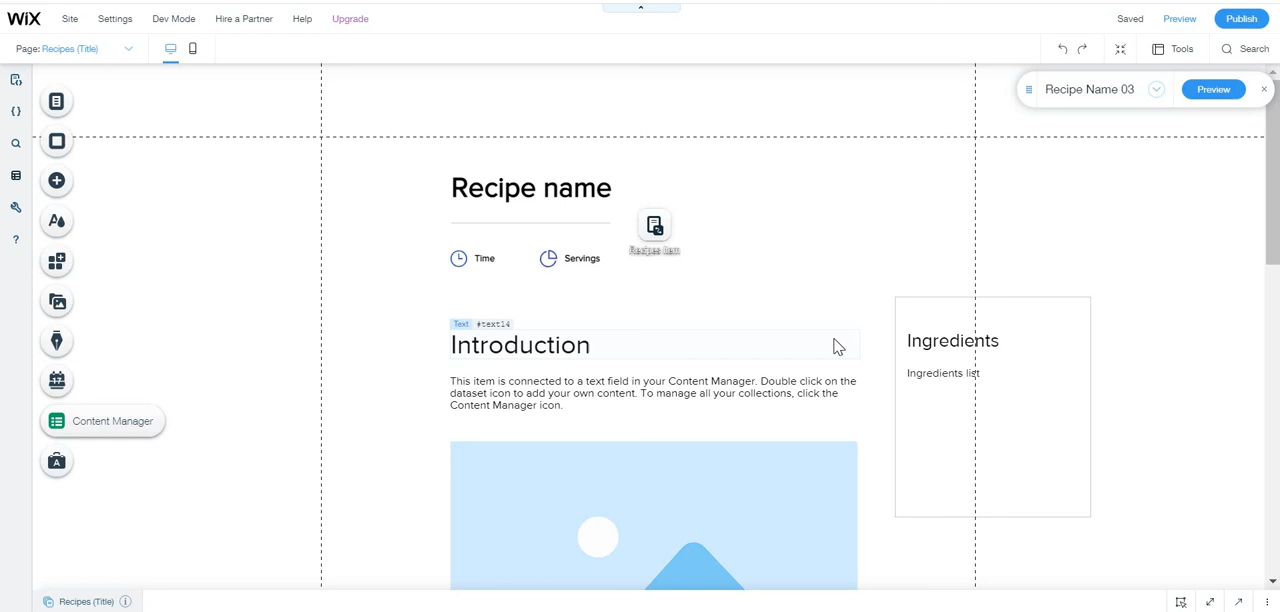 WiX Site Settings Dev Mode Hire a Partner Help Upgrade Saved Preview Publish
Page: Recipes (Title) Tools Search
Recipe Name 03 Preview
Recipe name
Recipes item
Time Servings
Text #text14
Introduction
Ingredients
Ingredients list
This item is connected to a text field in your Content Manager. Double click on the
dataset icon to add your own content. To manage all your collections, click the
Content Manager icon.
17
Content Manager
A
Recipes (Title)